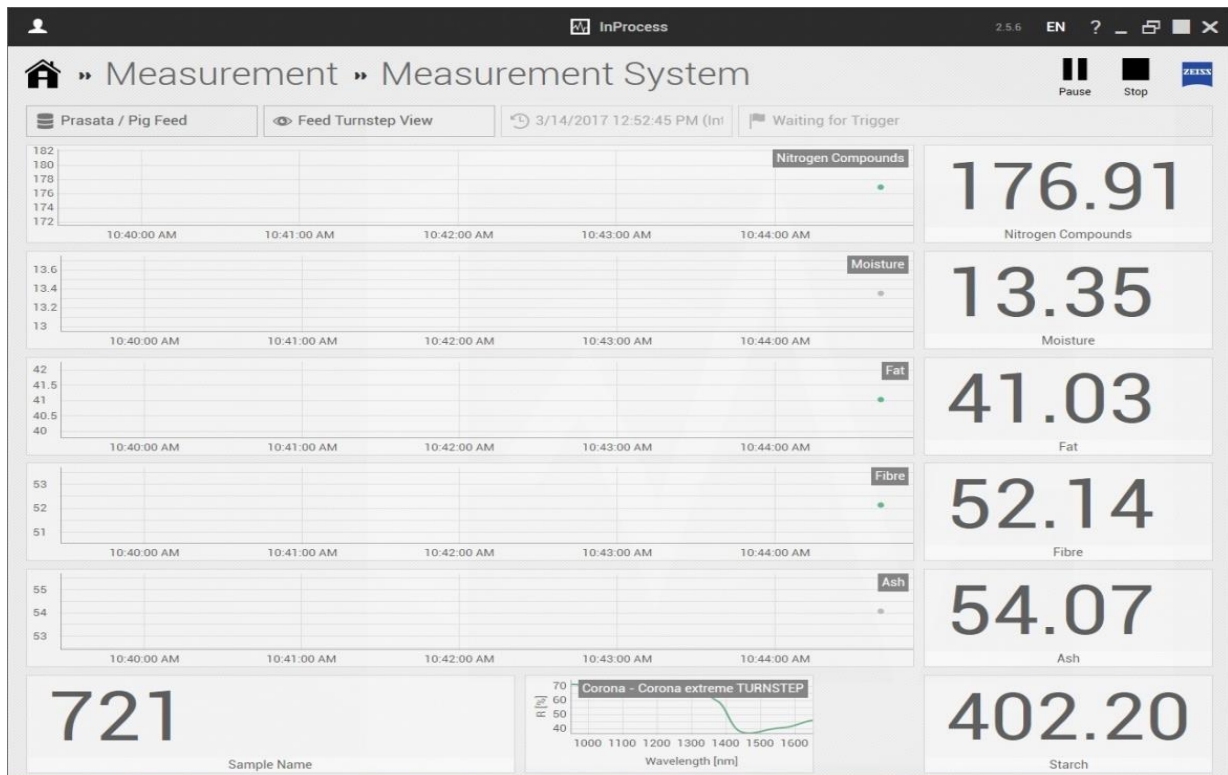 InProcess
2.5.6 EN ?
» Measurement » Measurement System
Pause Stop
ZEISS
Prasata / Pig Feed
Feed Turnstep View
3/14/2017 12:52:45 PM (Int
Waiting for Trigger
182
180
178
176
174
172
Nitrogen Compounds
10:40:00 AM 10:41:00 AM 10:42:00 AM 10:43:00 AM 10:44:00 AM
176.91
Nitrogen Compounds
13.6
13.4
13.2
13
Moisture
10:40:00 AM 10:41:00 AM 10:42:00 AM 10:43:00 AM 10:44:00 AM
13.35
Moisture
42
41.5
41
40.5
40
Fat
10:40:00 AM 10:41:00 AM 10:42:00 AM 10:43:00 AM 10:44:00 AM
41.03
Fat
53
52
51
Fibre
10:40:00 AM 10:41:00 AM 10:42:00 AM 10:43:00 AM 10:44:00 AM
52.14
Fibre
55
54
53
Ash
10:40:00 AM 10:41:00 AM 10:42:00 AM 10:43:00 AM 10:44:00 AM
54.07
Ash
721
Sample Name
Corona - Corona extreme TURNSTEP
R [%]
70
60
50
40
1000 1100 1200 1300 1400 1500 1600
Wavelength [nm]
402.20
Starch